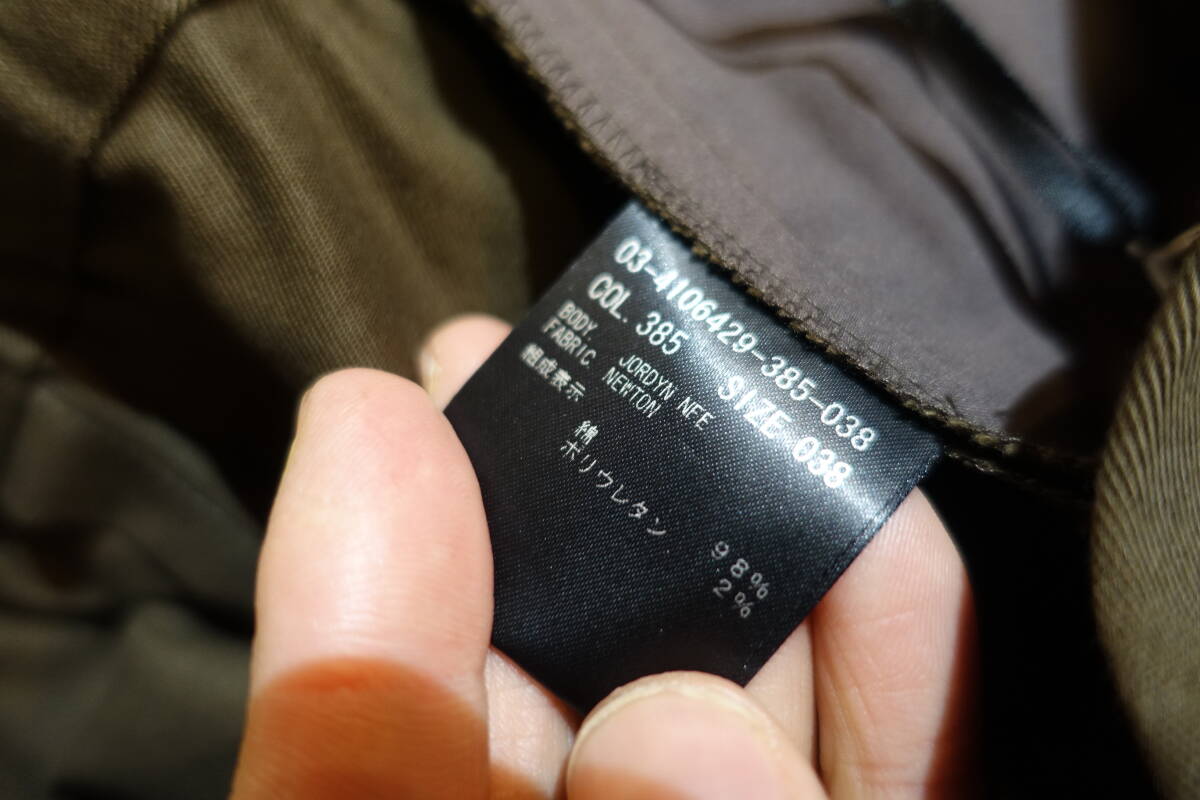 03-4106429-385-038
COL. 385 SIZE 038
BODY. JORDYN NFE
FABRIC NEWTON
組成表示
綿 98%
ポリウレタン 2%